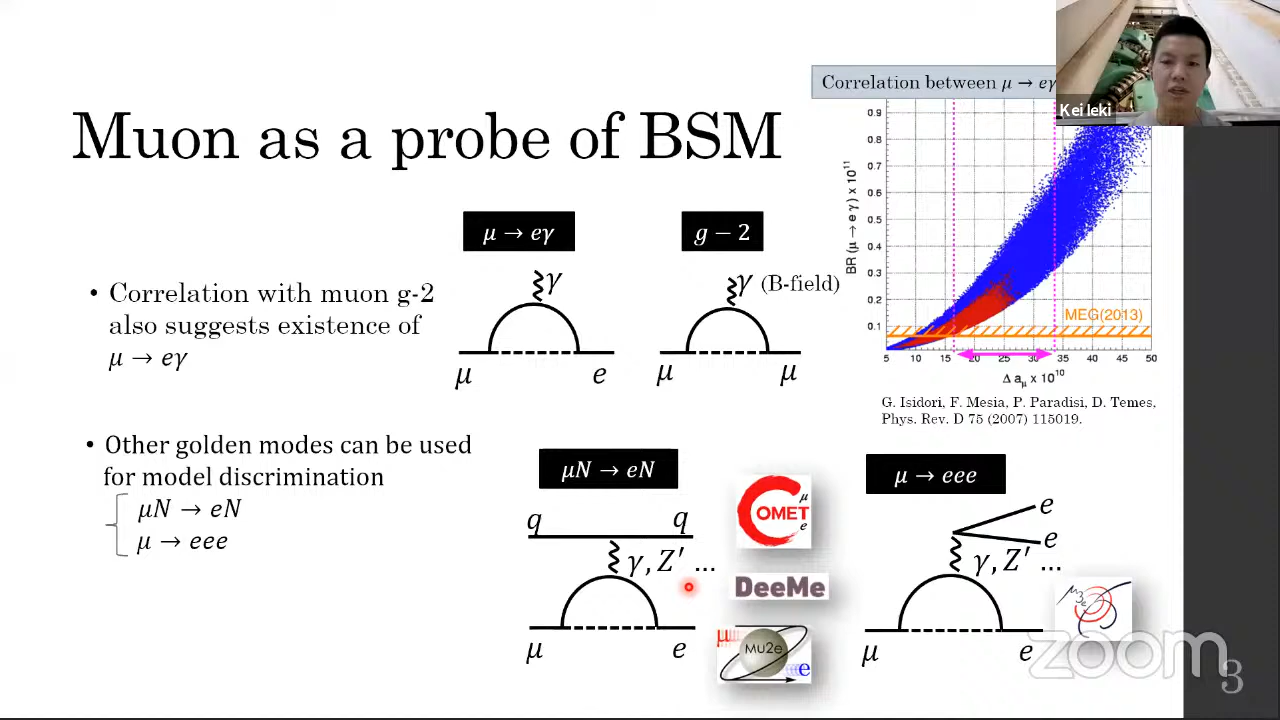 Correlation between μ → eγ
Kei Ieki
Muon as a probe of BSM
BR (μ → e γ) x 10¹¹
0.9
0.8
0.7
0.6
0.5
0.4
0.3
0.2
0.1
MEG(2013)
5 10 15 20 25 30 35 40 45 50
Δ aμ x 10¹⁰
G. Isidori, F. Mesia, P. Paradisi, D. Temes,
Phys. Rev. D 75 (2007) 115019.
μ → eγ
g − 2
γ
γ (B-field)
μ e
μ μ
• Correlation with muon g-2
also suggests existence of
μ → eγ
• Other golden modes can be used
for model discrimination
μN → eN
μ → eee
μN → eN
q q
γ, Z′ ...
μ e
COMET
μ
e
DeeMe
μ
Mu2e
e
μ → eee
e
e
γ, Z′ ...
μ e
μ3e
zoom
3